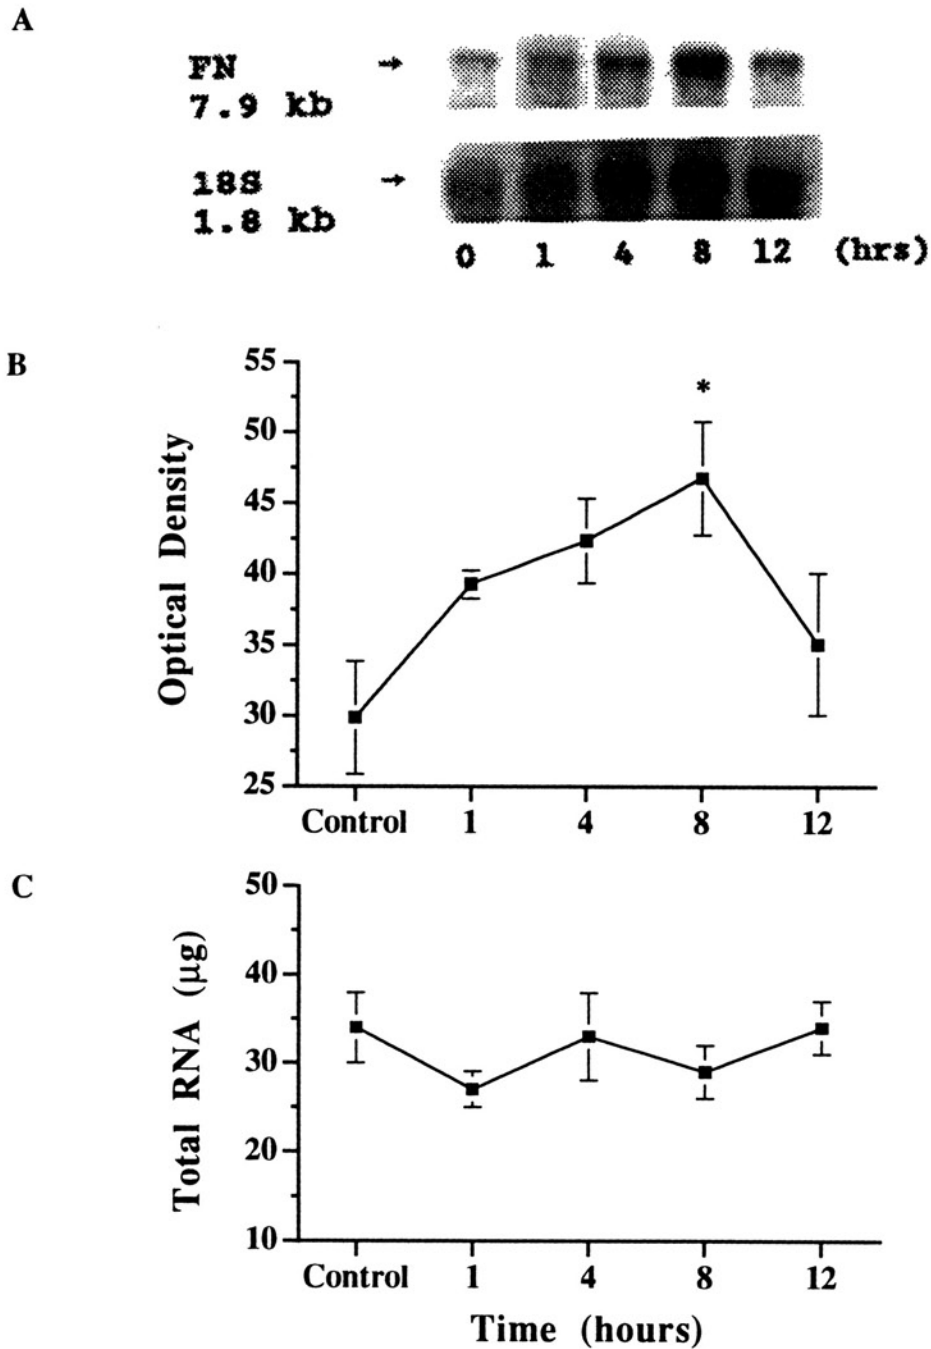 A
FN
7.9 kb
18S
1.8 kb
0 1 4 8 12 (hrs)
B
Optical Density
55
50
45
40
35
30
25
*
Control 1 4 8 12
C
Total RNA (µg)
50
40
30
20
10
Control 1 4 8 12
Time (hours)